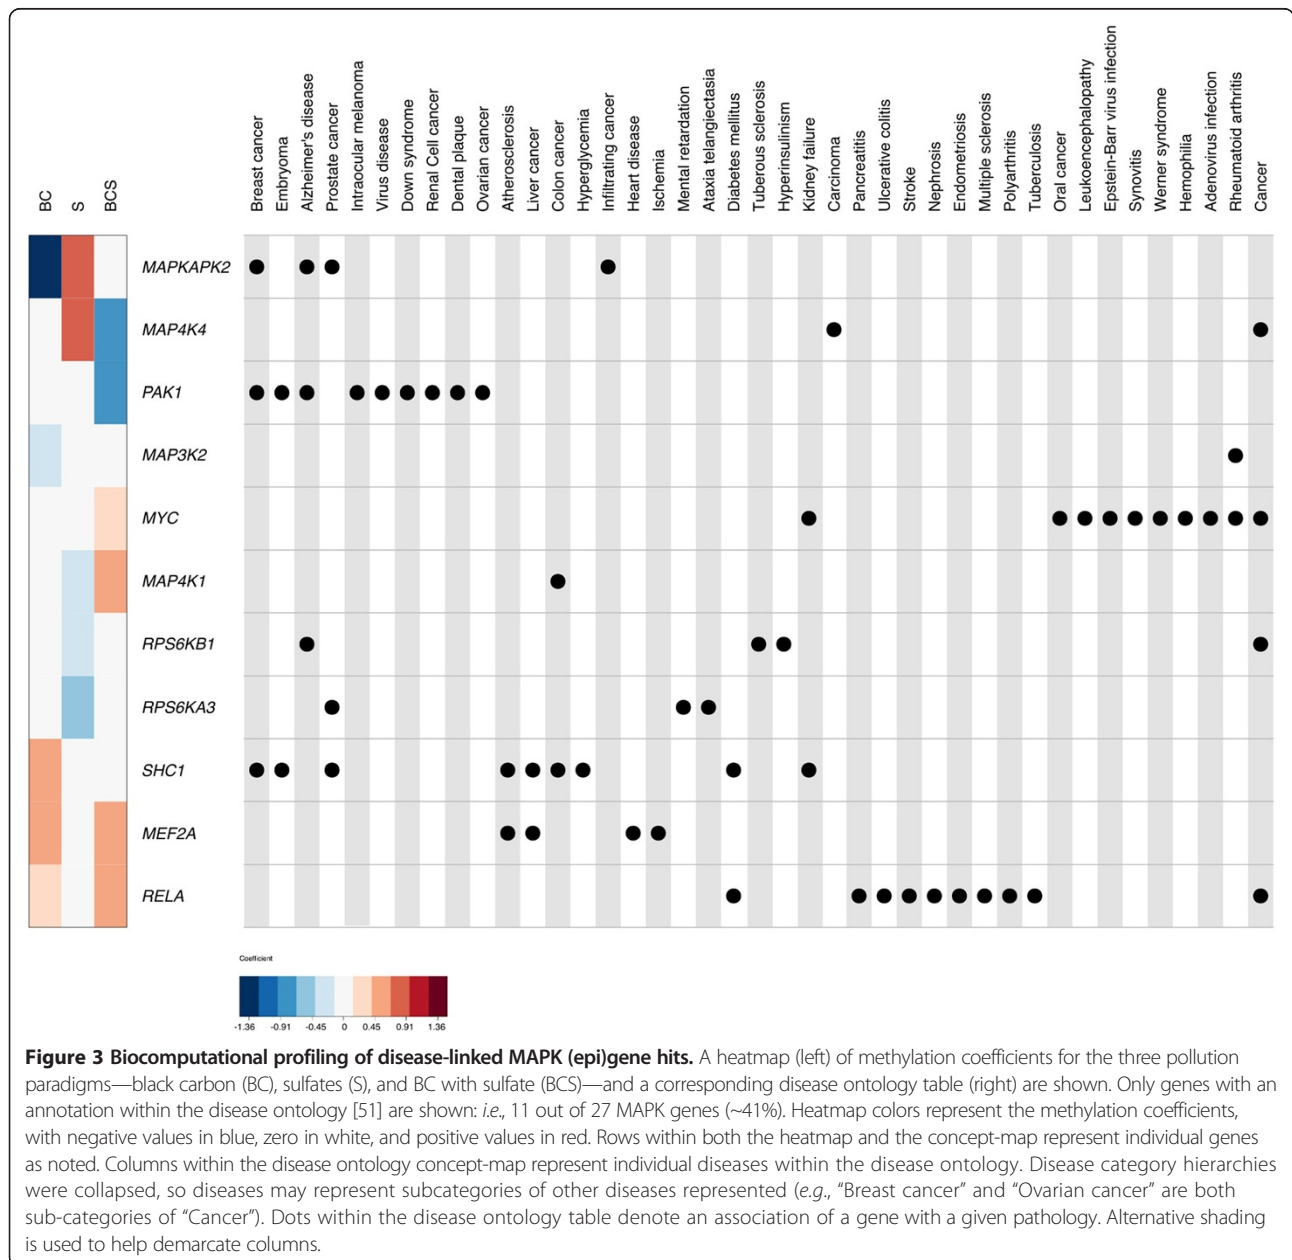 BC
S
BCS
Breast cancer
Embryoma
Alzheimer's disease
Prostate cancer
Intraocular melanoma
Virus disease
Down syndrome
Renal Cell cancer
Dental plaque
Ovarian cancer
Atherosclerosis
Liver cancer
Colon cancer
Hyperglycemia
Infiltrating cancer
Heart disease
Ischemia
Mental retardation
Ataxia telangiectasia
Diabetes mellitus
Tuberous sclerosis
Hyperinsulinism
Kidney failure
Carcinoma
Pancreatitis
Ulcerative colitis
Stroke
Nephrosis
Endometriosis
Multiple sclerosis
Polyarthritis
Tuberculosis
Oral cancer
Leukoencephalopathy
Epstein-Barr virus infection
Synovitis
Werner syndrome
Hemophilia
Adenovirus infection
Rheumatoid arthritis
Cancer
MAPKAPK2
MAP4K4
PAK1
MAP3K2
MYC
MAP4K1
RPS6KB1
RPS6KA3
SHC1
MEF2A
RELA
Coefficient
-1.36 -0.91 -0.45 0 0.45 0.91 1.36
Figure 3 Biocomputational profiling of disease-linked MAPK (epi)gene hits. A heatmap (left) of methylation coefficients for the three pollution
paradigms—black carbon (BC), sulfates (S), and BC with sulfate (BCS)—and a corresponding disease ontology table (right) are shown. Only genes with an
annotation within the disease ontology [51] are shown: i.e., 11 out of 27 MAPK genes (~41%). Heatmap colors represent the methylation coefficients,
with negative values in blue, zero in white, and positive values in red. Rows within both the heatmap and the concept-map represent individual genes
as noted. Columns within the disease ontology concept-map represent individual diseases within the disease ontology. Disease category hierarchies
were collapsed, so diseases may represent subcategories of other diseases represented (e.g., “Breast cancer” and “Ovarian cancer” are both
sub-categories of “Cancer”). Dots within the disease ontology table denote an association of a gene with a given pathology. Alternative shading
is used to help demarcate columns.